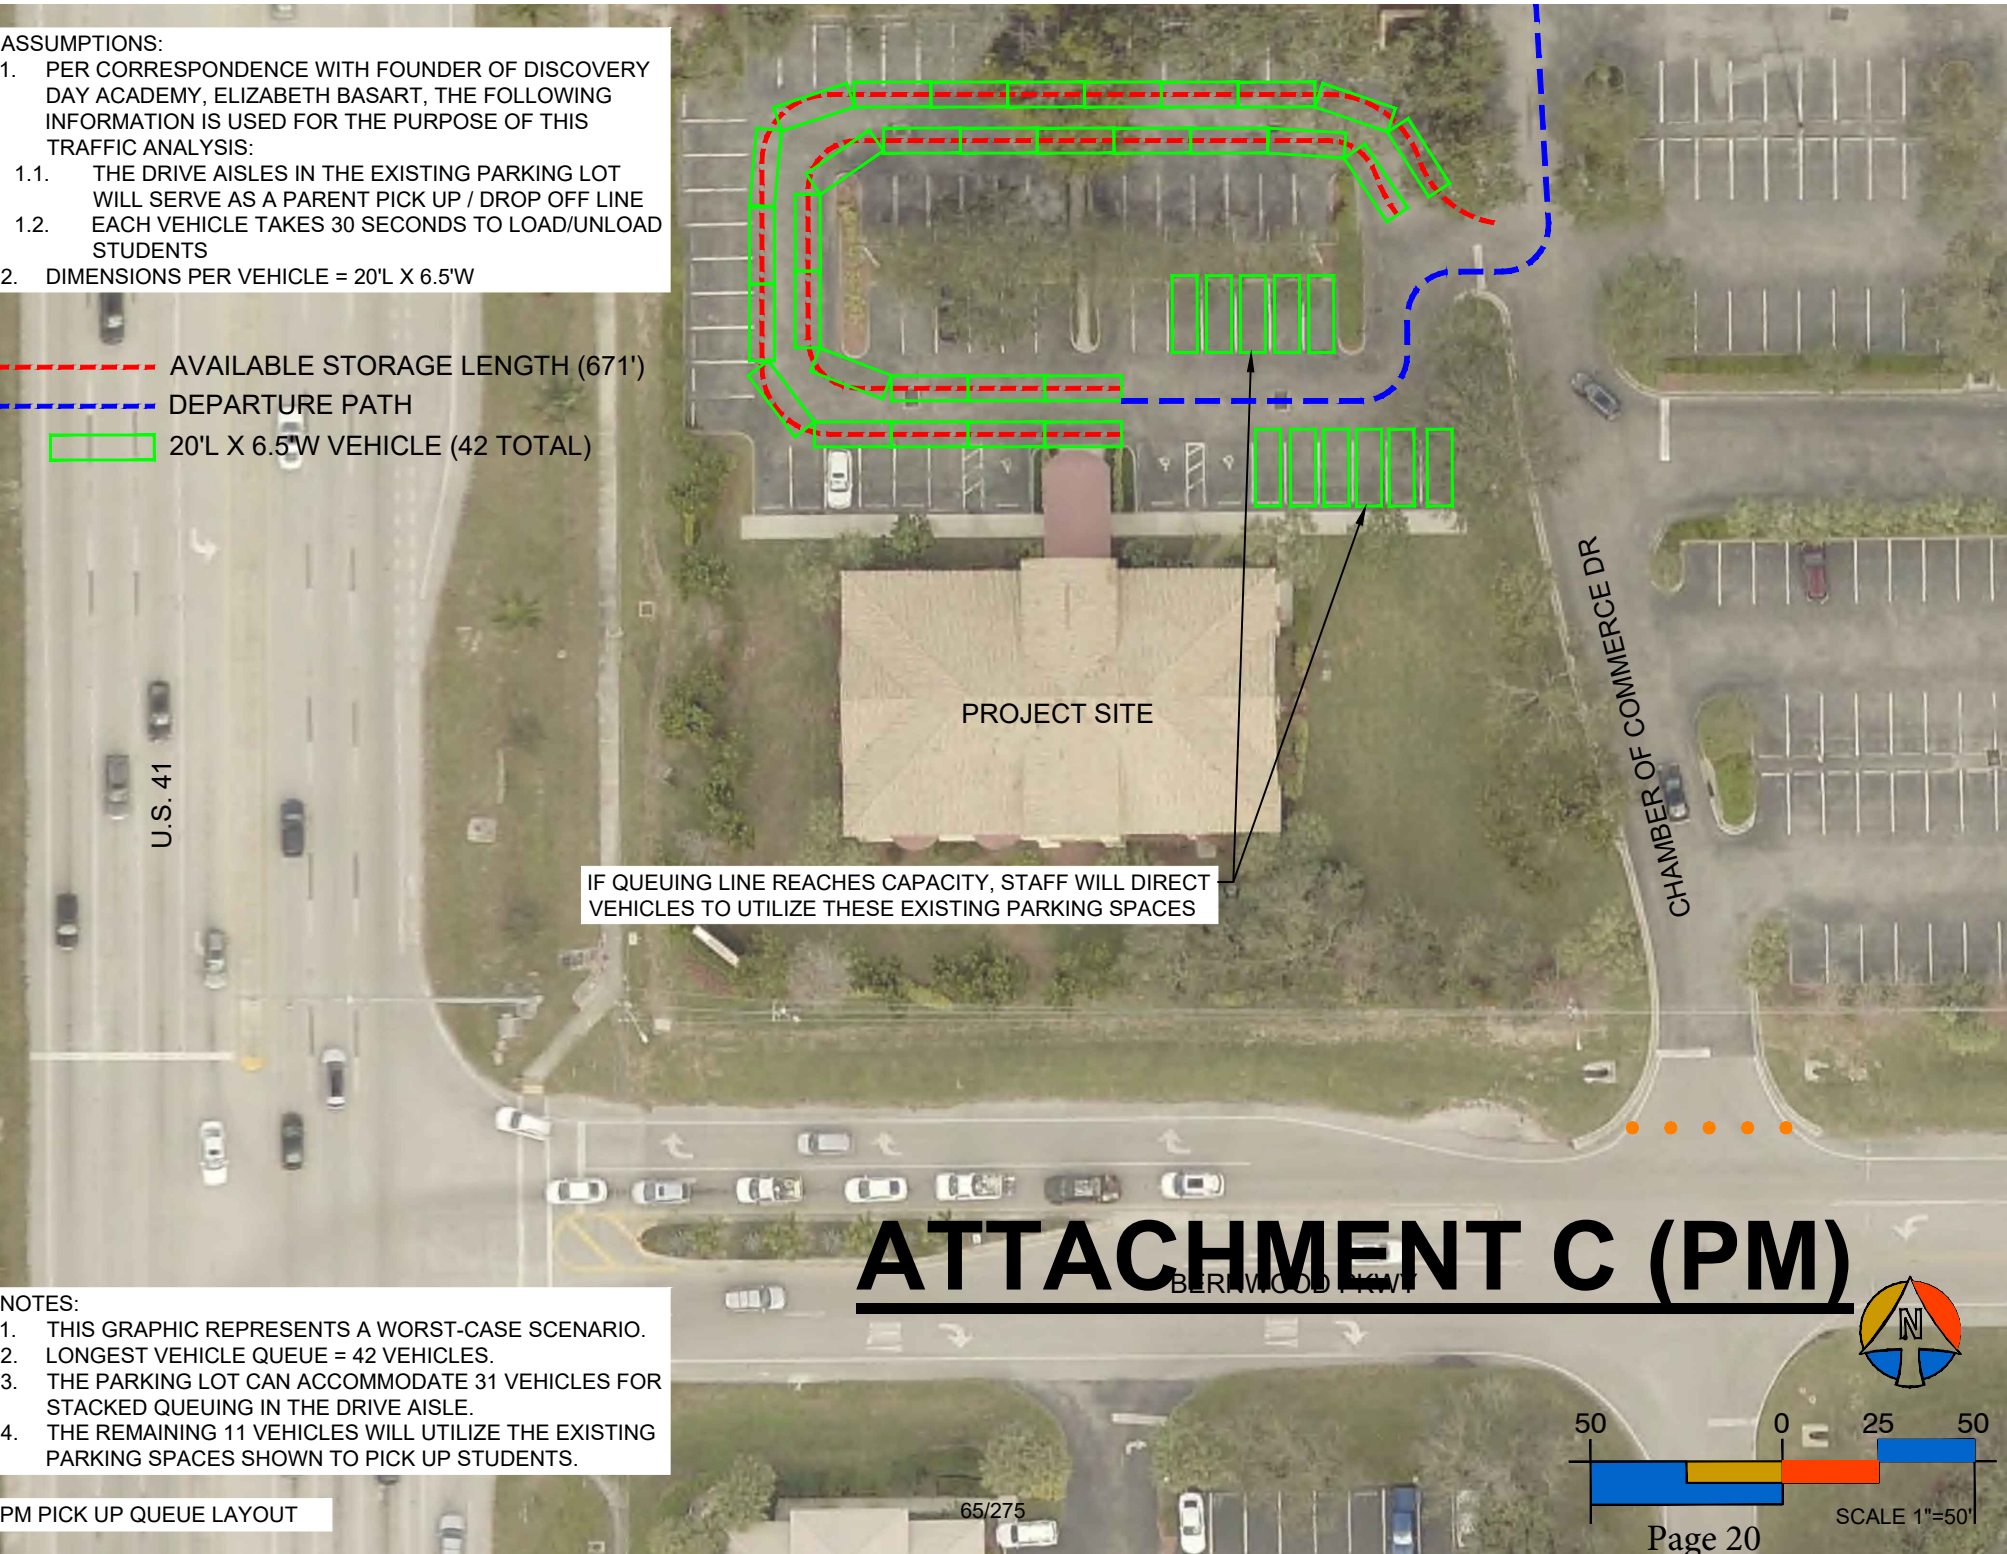 ASSUMPTIONS:
1. PER CORRESPONDENCE WITH FOUNDER OF DISCOVERY
DAY ACADEMY, ELIZABETH BASART, THE FOLLOWING
INFORMATION IS USED FOR THE PURPOSE OF THIS
TRAFFIC ANALYSIS:
1.1. THE DRIVE AISLES IN THE EXISTING PARKING LOT
WILL SERVE AS A PARENT PICK UP / DROP OFF LINE
1.2. EACH VEHICLE TAKES 30 SECONDS TO LOAD/UNLOAD
STUDENTS
2. DIMENSIONS PER VEHICLE = 20'L X 6.5'W
AVAILABLE STORAGE LENGTH (671')
DEPARTURE PATH
20'L X 6.5'W VEHICLE (42 TOTAL)
CHAMBER OF COMMERCE DR
PROJECT SITE
U.S. 41
IF QUEUING LINE REACHES CAPACITY, STAFF WILL DIRECT
VEHICLES TO UTILIZE THESE EXISTING PARKING SPACES
ATTACHMENT C (PM)
BERNWOOD PKWY
N
NOTES:
1. THIS GRAPHIC REPRESENTS A WORST-CASE SCENARIO.
2. LONGEST VEHICLE QUEUE = 42 VEHICLES.
3. THE PARKING LOT CAN ACCOMMODATE 31 VEHICLES FOR
STACKED QUEUING IN THE DRIVE AISLE.
4. THE REMAINING 11 VEHICLES WILL UTILIZE THE EXISTING
PARKING SPACES SHOWN TO PICK UP STUDENTS.
50 0 25 50
SCALE 1"=50'
PM PICK UP QUEUE LAYOUT
65/275
Page 20